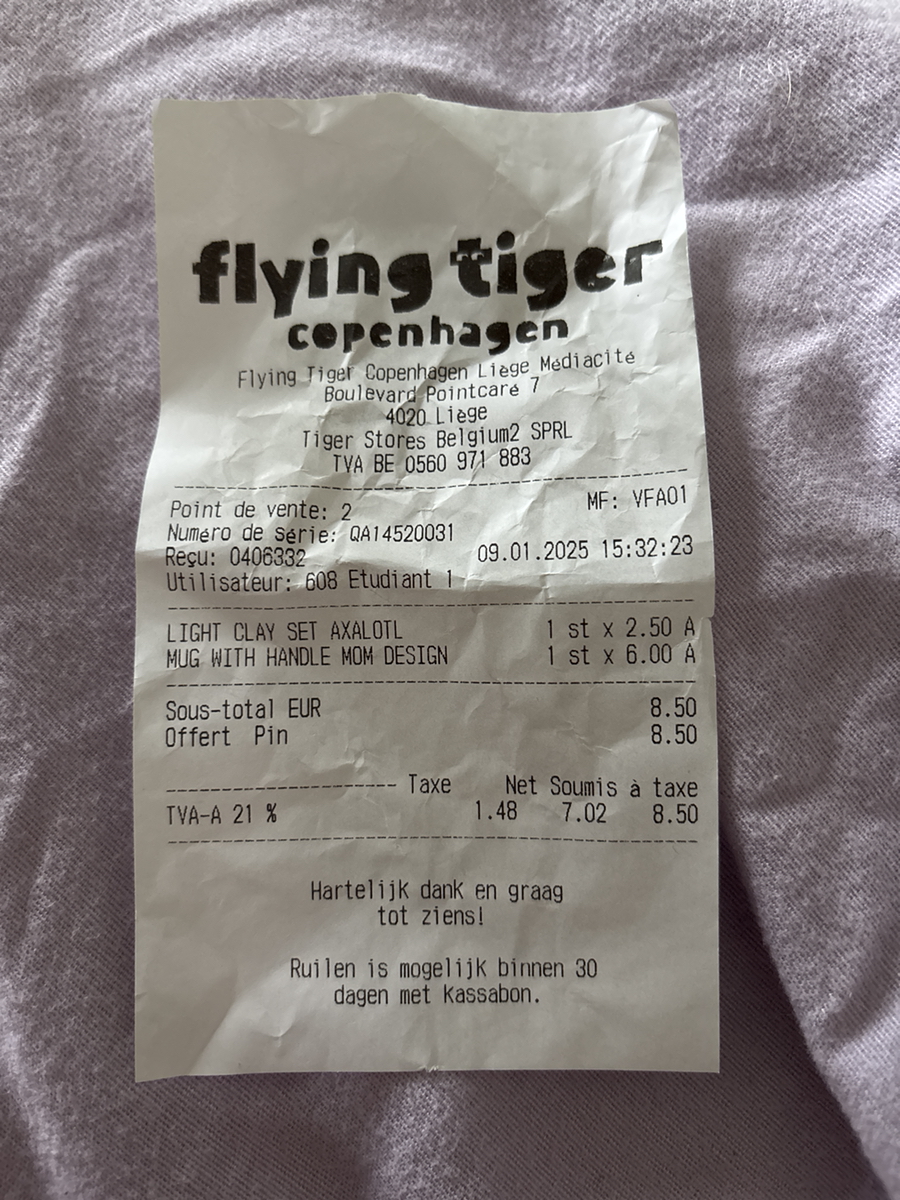 flying tiger
copenhagen
Flying Tiger Copenhagen Liège Médiacité
Boulevard Pointcaré 7
4020 Liège
Tiger Stores Belgium2 SPRL
TVA BE 0560 971 883
Point de vente: 2 MF: VFA01
Numéro de série: QA14520031
Reçu: 0406332 09.01.2025 15:32:23
Utilisateur: 608 Etudiant 1
LIGHT CLAY SET AXALOTL 1 st x 2.50 A
MUG WITH HANDLE MOM DESIGN 1 st x 6.00 A
Sous-total EUR 8.50
Offert Pin 8.50
Taxe Net Soumis à taxe
TVA-A 21 % 1.48 7.02 8.50
Hartelijk dank en graag
tot ziens!
Ruilen is mogelijk binnen 30
dagen met Kassabon.